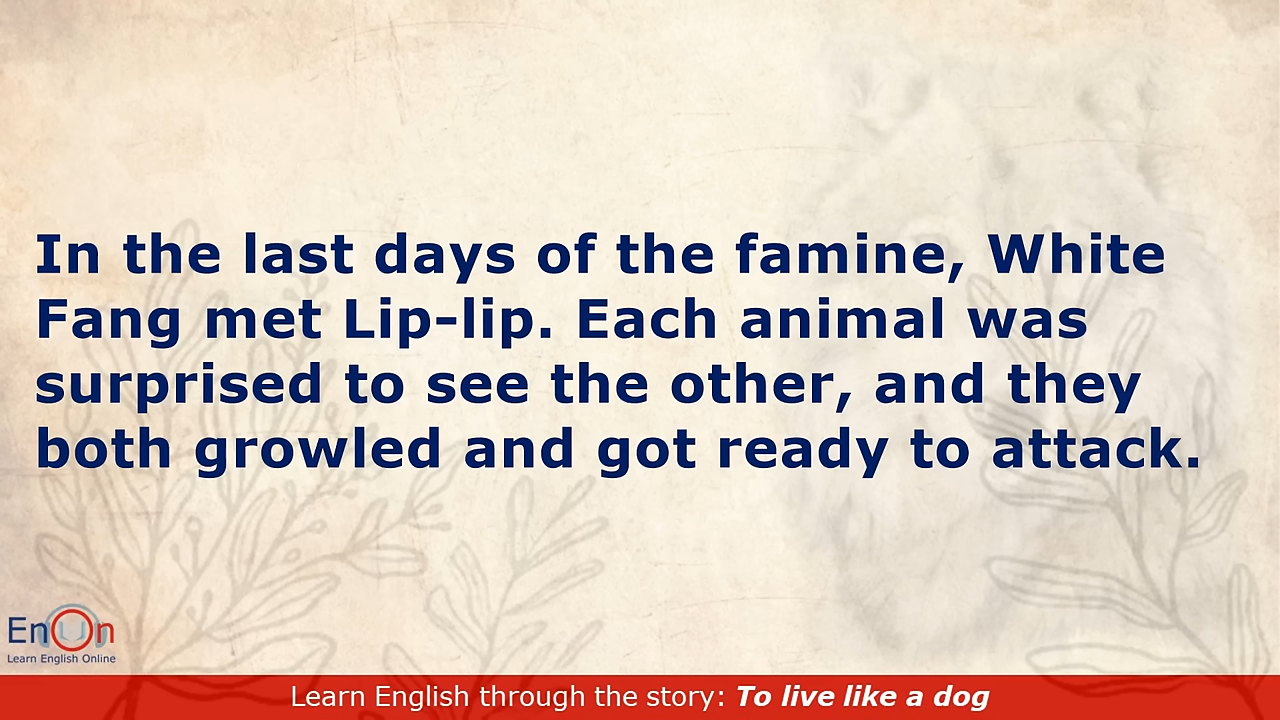 In the last days of the famine, White
Fang met Lip-lip. Each animal was
surprised to see the other, and they
both growled and got ready to attack.
EnOn
Learn English Online
Learn English through the story: To live like a dog